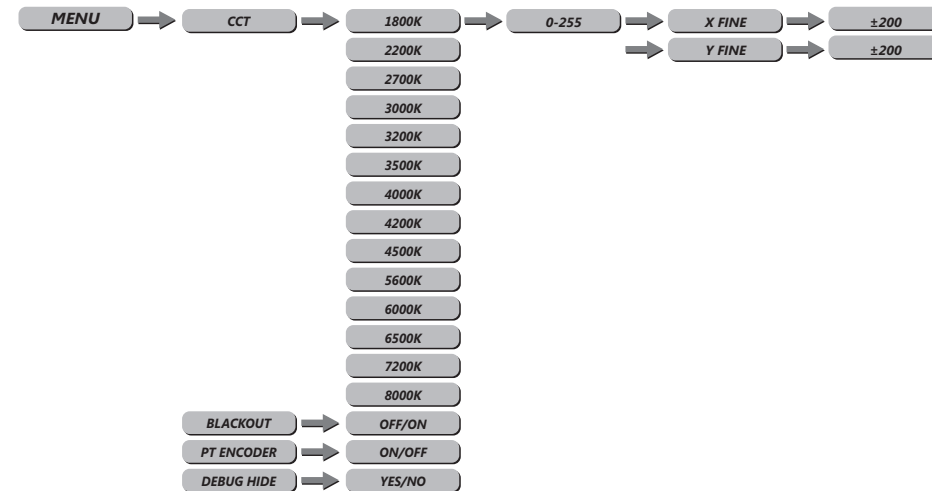 MENU CCT 1800K 0-255 X FINE ±200
2200K Y FINE ±200
2700K
3000K
3200K
3500K
4000K
4200K
4500K
5600K
6000K
6500K
7200K
8000K
BLACKOUT OFF/ON
PT ENCODER ON/OFF
DEBUG HIDE YES/NO